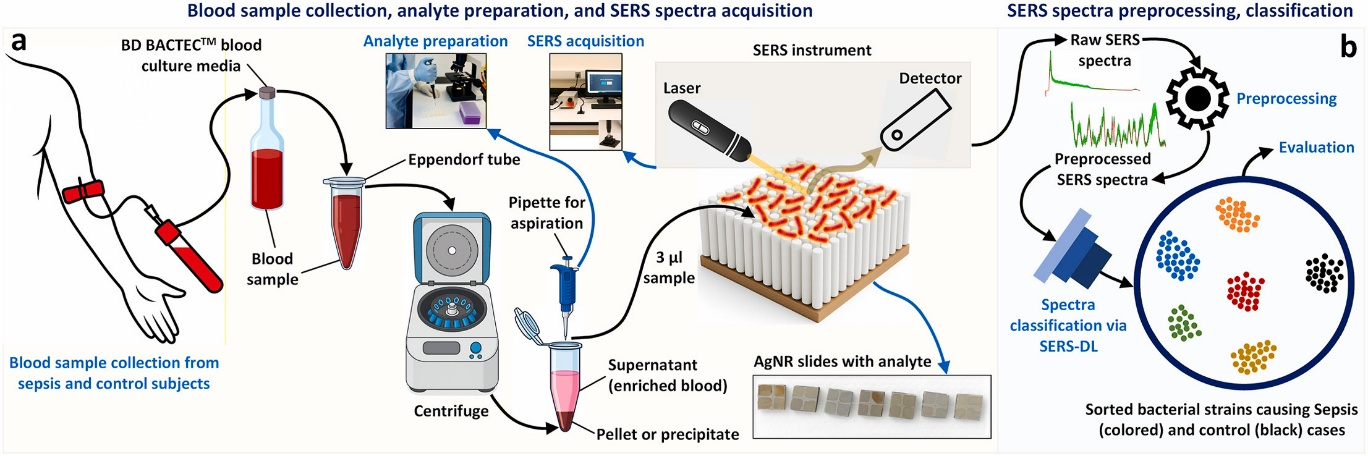 Blood sample collection, analyte preparation, and SERS spectra acquisition
SERS spectra preprocessing, classification
a
BD BACTEC™ blood
culture media
Analyte preparation
SERS acquisition
SERS instrument
Laser
Detector
Eppendorf tube
Pipette for
aspiration
3 µl
sample
Blood
sample
Blood sample collection from
sepsis and control subjects
Centrifuge
Supernatant
(enriched blood)
Pellet or precipitate
AgNR slides with analyte
b
Raw SERS
spectra
Preprocessing
Preprocessed
SERS spectra
Evaluation
Spectra
classification via
SERS-DL
Sorted bacterial strains causing Sepsis
(colored) and control (black) cases